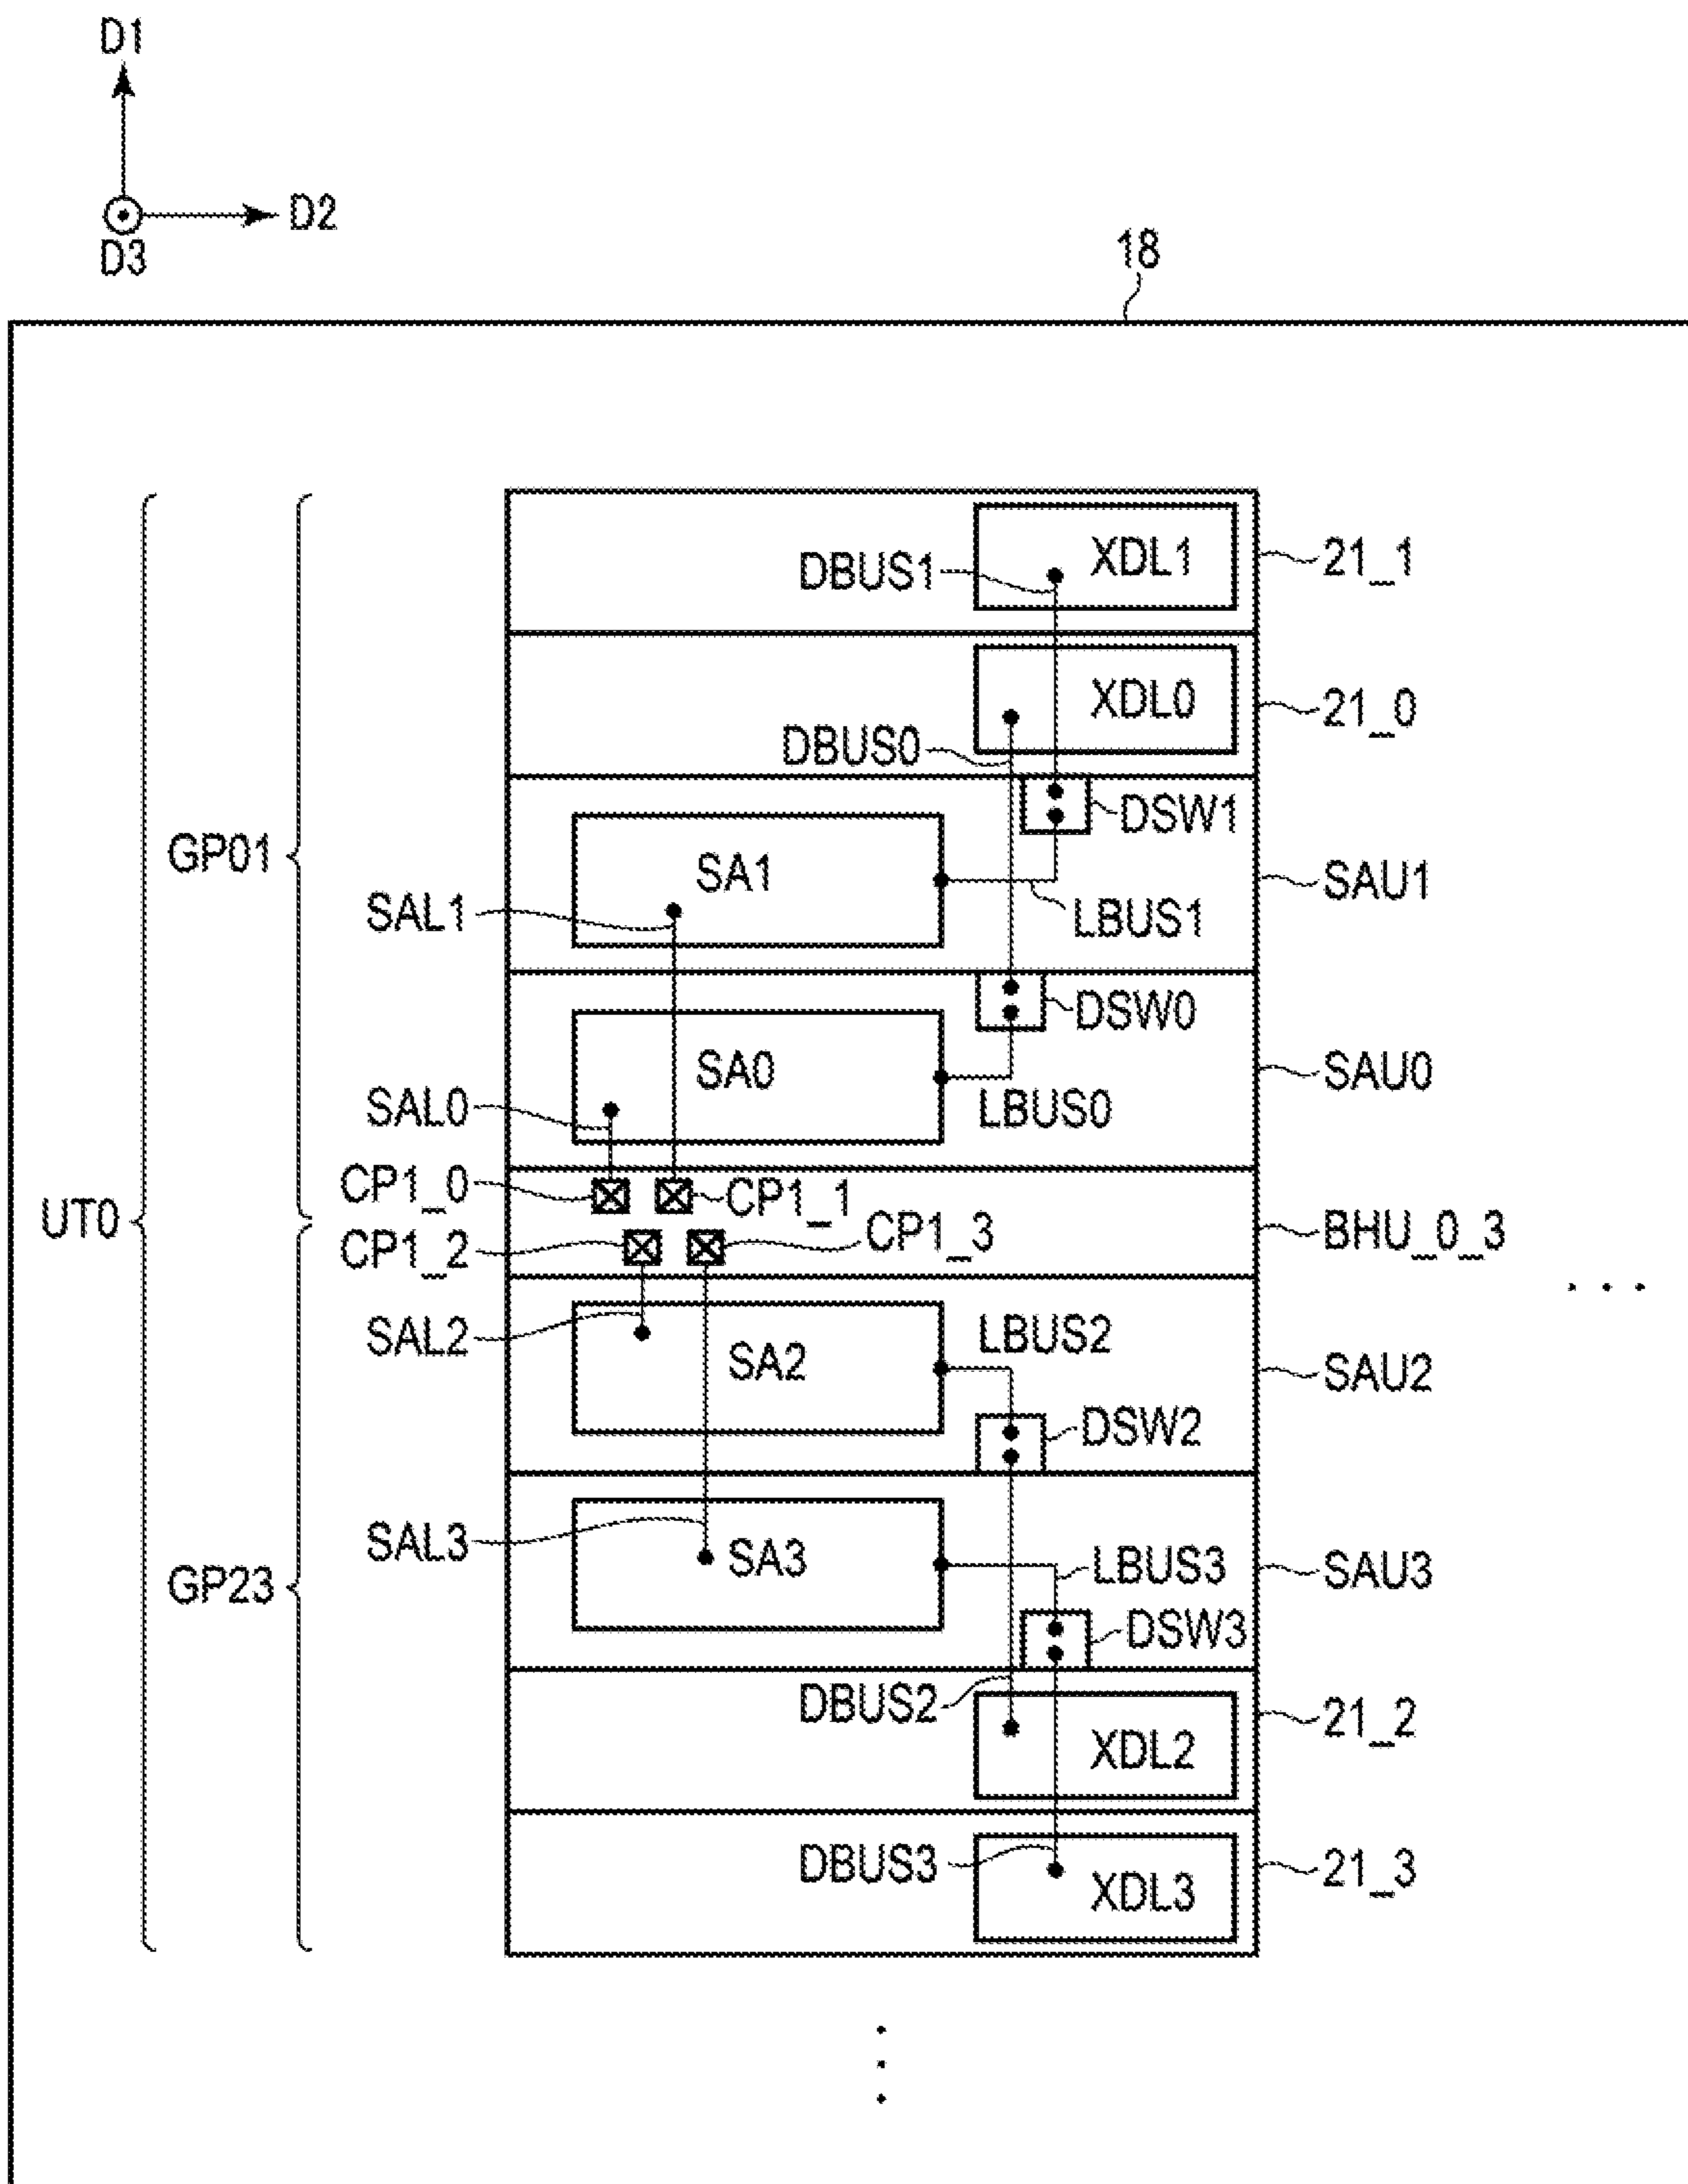 D1
D2
D3
18
XDL1
21_1
DBUS1
XDL0
21_0
DBUS0
DSW1
GP01
SA1
SAU1
SAL1
LBUS1
DSW0
SA0
SAU0
SAL0
LBUS0
CP1_0
CP1_1
UT0
BHU_0_3
CP1_2
CP1_3
. . .
SAL2
LBUS2
SA2
SAU2
DSW2
SAL3
SA3
LBUS3
SAU3
GP23
DSW3
DBUS2
21_2
XDL2
DBUS3
21_3
XDL3